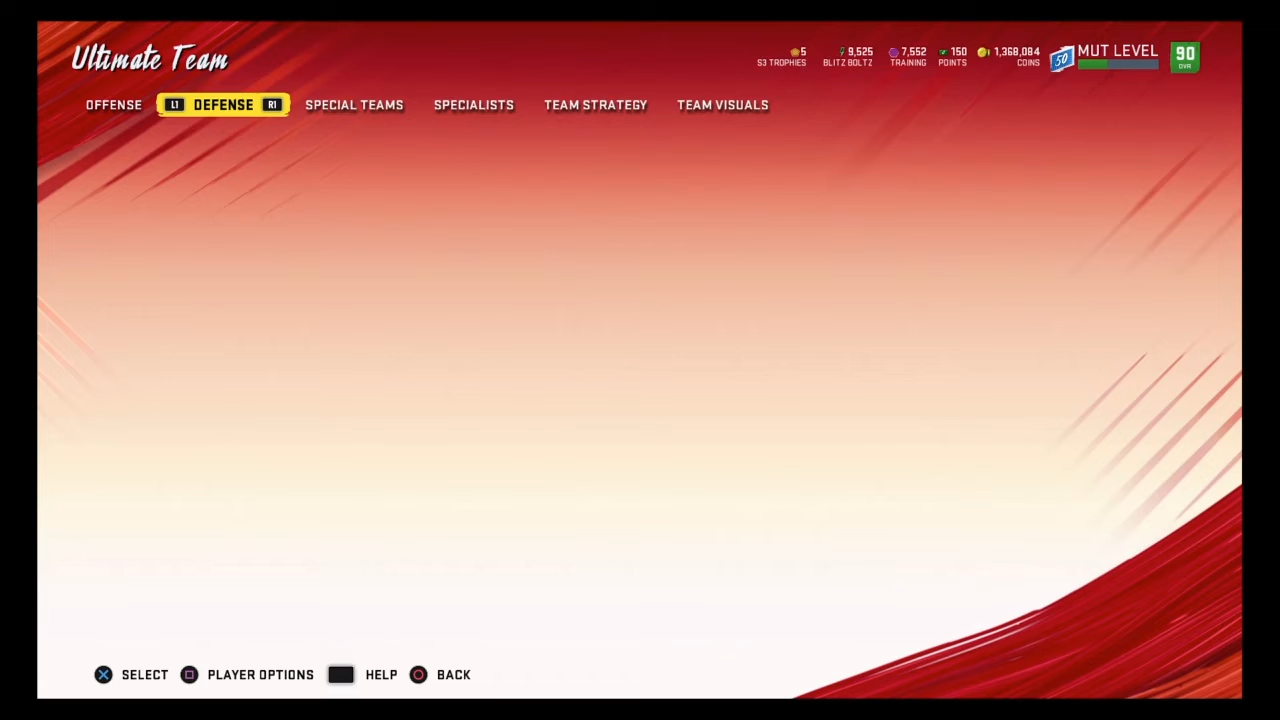 Ultimate Team
5 9,525 7,552 150 1,368,084 MUT LEVEL 90
S3 TROPHIES BLITZ BOLTZ TRAINING POINTS COINS 50 OVR
OFFENSE L1 DEFENSE R1 SPECIAL TEAMS SPECIALISTS TEAM STRATEGY TEAM VISUALS
SELECT PLAYER OPTIONS HELP BACK